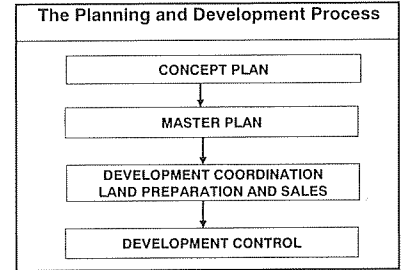 The Planning and Development Process
CONCEPT PLAN
MASTER PLAN
DEVELOPMENT COORDINATION
LAND PREPARATION AND SALES
DEVELOPMENT CONTROL